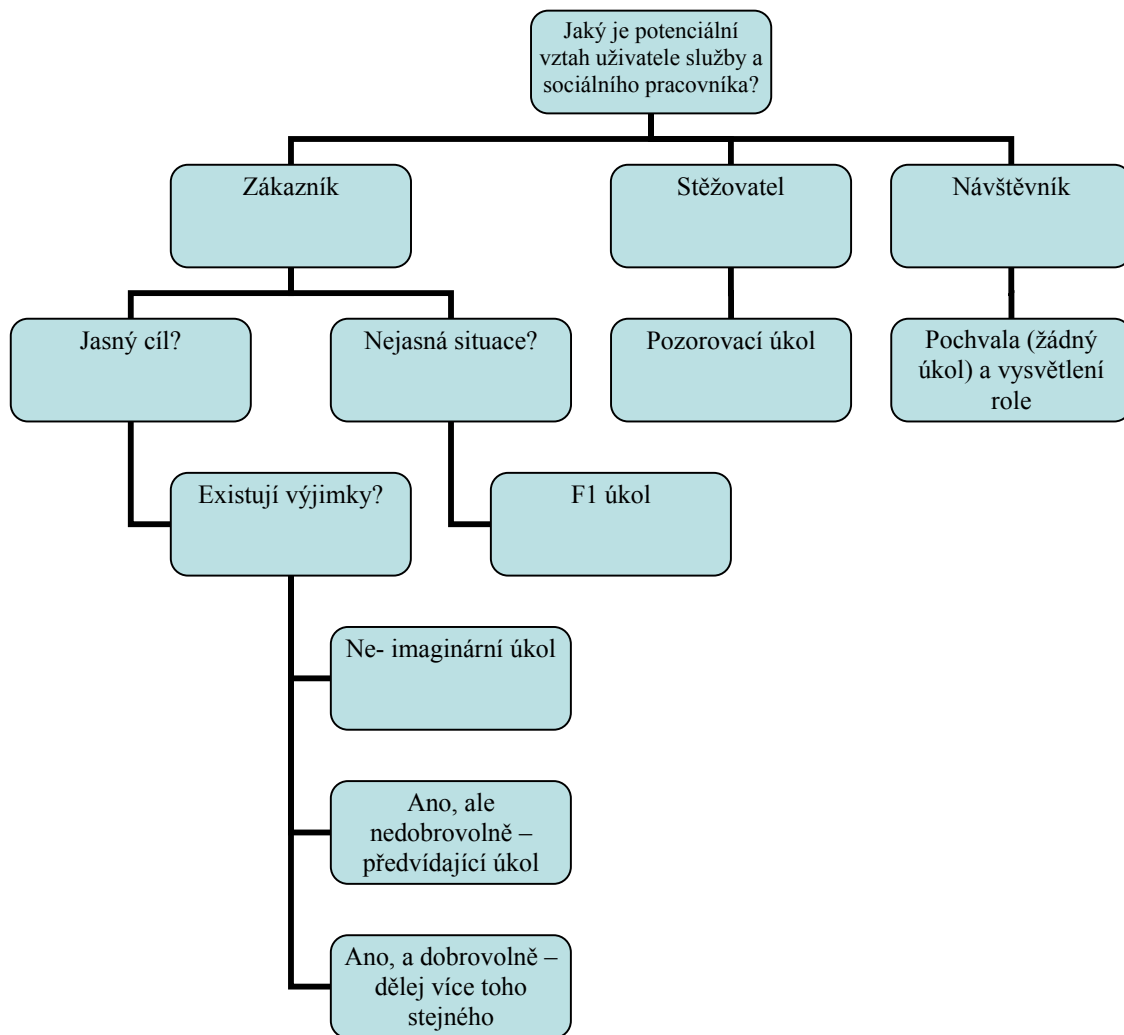 Jaký je potenciální
vztah uživatele služby a
sociálního pracovníka?
Zákazník
Stěžovatel
Návštěvník
Jasný cíl?
Nejasná situace?
Pozorovací úkol
Pochvala (žádný
úkol) a vysvětlení
role
Existují výjimky?
F1 úkol
Ne- imaginární úkol
Ano, ale
nedobrovolně –
předvídající úkol
Ano, a dobrovolně –
dělej více toho
stejného